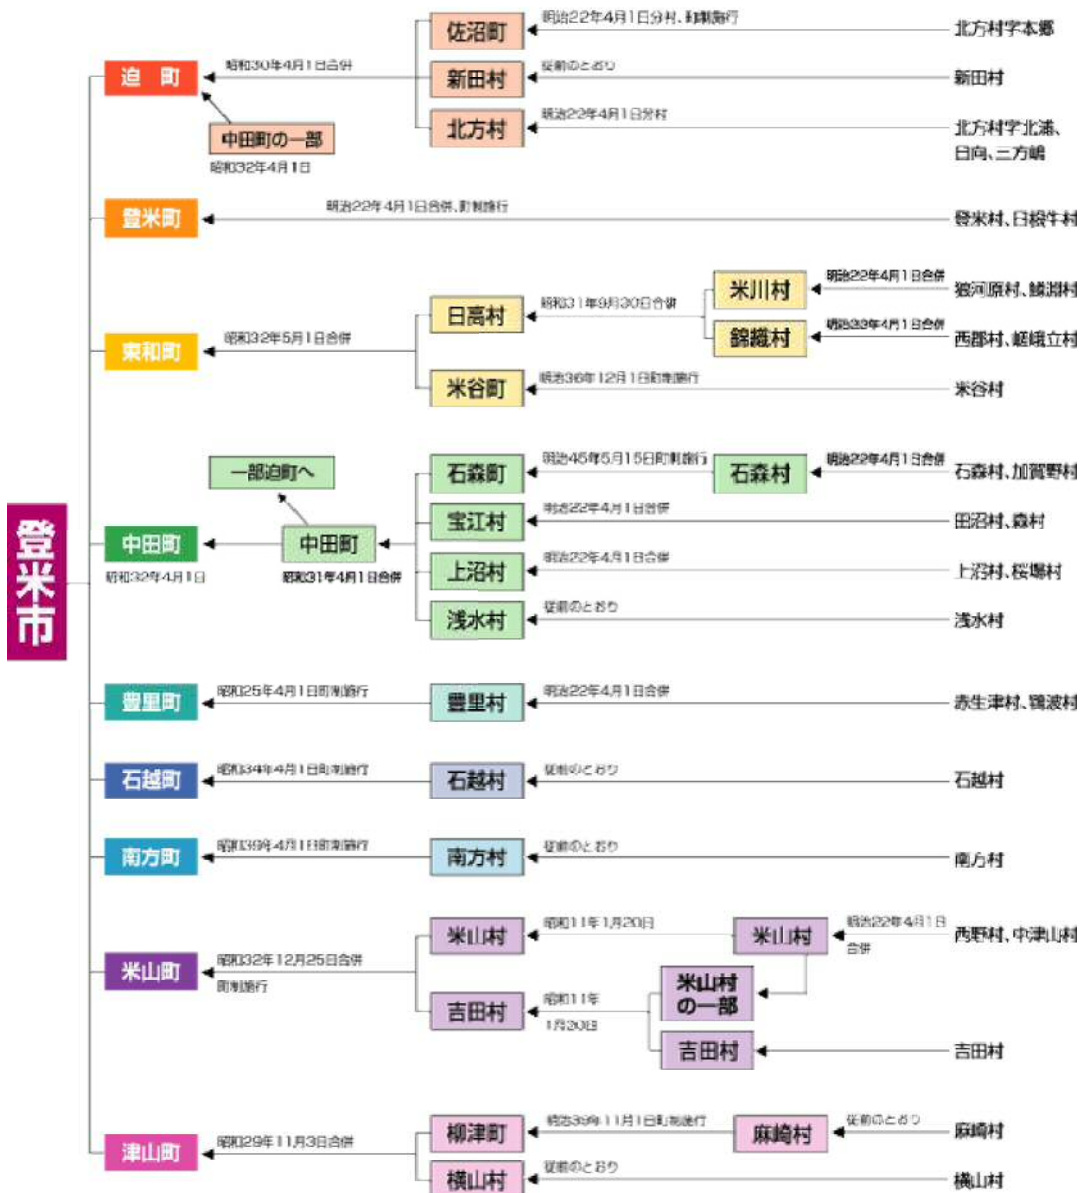 登米市
迫 町
昭和30年4月1日合併
佐沼町
明治22年4月1日分村、町制施行
北方村字本郷
新田村
従前のとおり
新田村
北方村
明治22年4月1日分村
北方村字北浦、
日向、三方嶋
中田町の一部
昭和32年4月1日
登米町
明治22年4月1日合併、町制施行
登米村、日根牛村
東和町
昭和32年5月1日合併
日高村
昭和31年9月30日合併
米川村
明治22年4月1日合併
狼河原村、鱒淵村
錦織村
明治22年4月1日合併
西郡村、嵯峨立村
米谷町
明治36年12月1日町制施行
米谷村
中田町
昭和32年4月1日
一部迫町へ
中田町
昭和31年4月1日合併
石森町
明治45年5月15日町制施行
石森村
明治22年4月1日合併
石森村、加賀野村
宝江村
明治22年4月1日合併
田沼村、森村
上沼村
明治22年4月1日合併
上沼村、桜場村
浅水村
従前のとおり
浅水村
豊里町
昭和25年4月1日町制施行
豊里村
明治22年4月1日合併
赤生津村、鴇波村
石越町
昭和34年4月1日町制施行
石越村
従前のとおり
石越村
南方町
昭和39年4月1日町制施行
南方村
従前のとおり
南方村
米山町
昭和32年12月25日合併
町制施行
米山村
昭和11年1月20日
米山村
明治22年4月1日
合併
西野村、中津山村
吉田村
昭和11年
1月20日
米山村
の一部
吉田村
吉田村
津山町
昭和29年11月3日合併
柳津町
明治39年11月1日町制施行
麻崎村
従前のとおり
麻崎村
横山村
従前のとおり
横山村